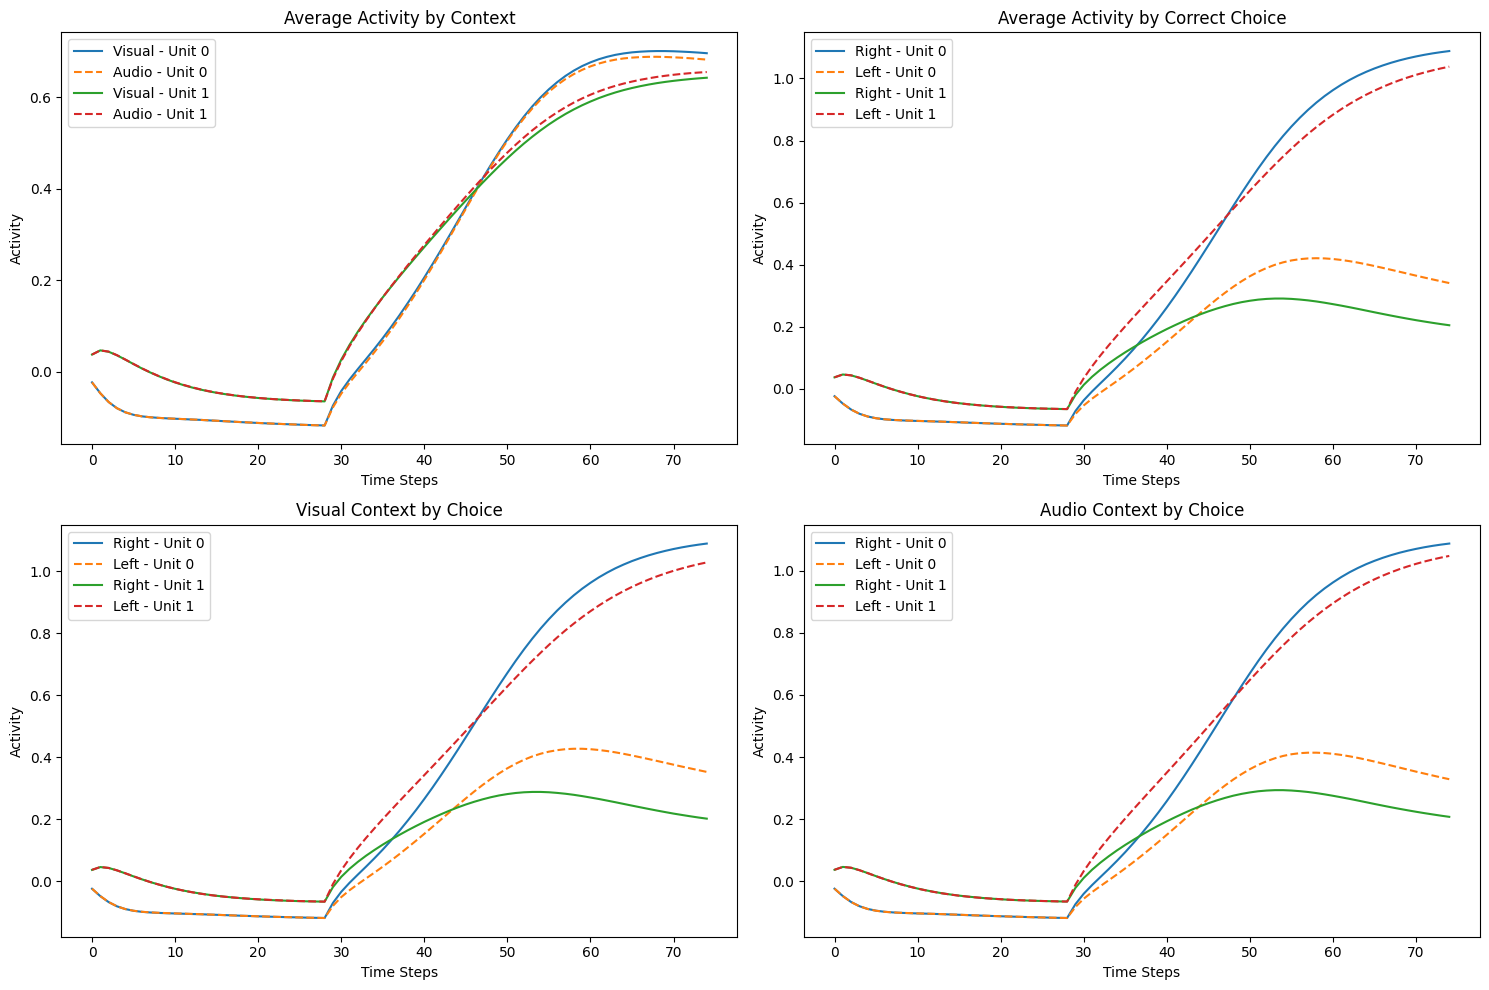 Average Activity by Context
Visual - Unit 0
Audio - Unit 0
Visual - Unit 1
Audio - Unit 1
Activity
0.6
0.4
0.2
0.0
0 10 20 30 40 50 60 70
Time Steps
Average Activity by Correct Choice
Right - Unit 0
Left - Unit 0
Right - Unit 1
Left - Unit 1
Activity
1.0
0.8
0.6
0.4
0.2
0.0
0 10 20 30 40 50 60 70
Time Steps
Visual Context by Choice
Right - Unit 0
Left - Unit 0
Right - Unit 1
Left - Unit 1
Activity
1.0
0.8
0.6
0.4
0.2
0.0
0 10 20 30 40 50 60 70
Time Steps
Audio Context by Choice
Right - Unit 0
Left - Unit 0
Right - Unit 1
Left - Unit 1
Activity
1.0
0.8
0.6
0.4
0.2
0.0
0 10 20 30 40 50 60 70
Time Steps